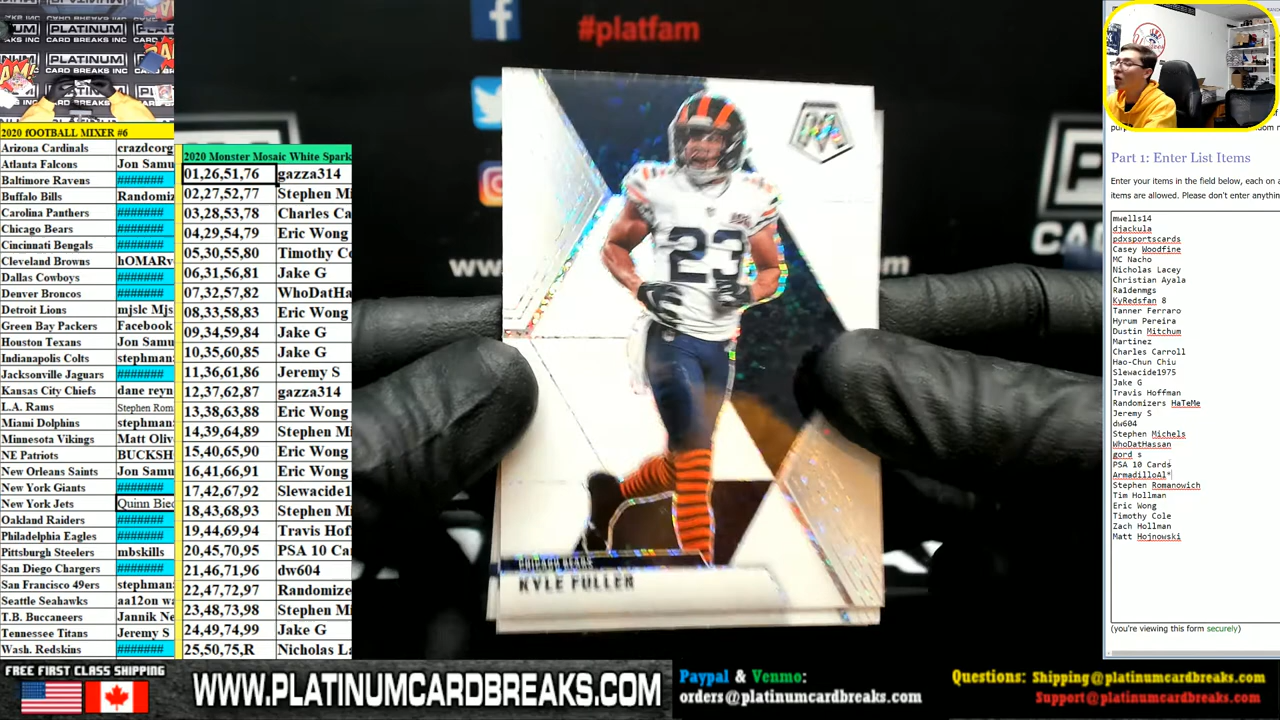 PLATINUM
CARD BREAKS INC
#platfam
2020 fOOTBALL MIXER #6
Arizona Cardinals crazdcorg
Atlanta Falcons Jon Samu
Baltimore Ravens #######
Buffalo Bills Randomiz
Carolina Panthers #######
Chicago Bears #######
Cincinnati Bengals #######
Cleveland Browns hOMARv
Dallas Cowboys #######
Denver Broncos #######
Detroit Lions mjslc Mjs
Green Bay Packers Facebook
Houston Texans Jon Samu
Indianapolis Colts stephman
Jacksonville Jaguars #######
Kansas City Chiefs dane reyn
L.A. Rams Stephen Rom
Miami Dolphins stephman
Minnesota Vikings Matt Oliv
NE Patriots BUCKSH
New Orleans Saints Jon Samu
New York Giants #######
New York Jets Quinn Bied
Oakland Raiders #######
Philadelphia Eagles #######
Pittsburgh Steelers mbskills
San Diego Chargers #######
San Francisco 49ers stephman
Seattle Seahawks aa12on wa
T.B. Buccaneers Jannik Ne
Tennessee Titans Jeremy S
Wash. Redskins #######
2020 Monster Mosaic White Spark
01,26,51,76 gazza314
02,27,52,77 Stephen Mi
03,28,53,78 Charles Ca
04,29,54,79 Eric Wong
05,30,55,80 Timothy Co
06,31,56,81 Jake G
07,32,57,82 WhoDatHa
08,33,58,83 Eric Wong
09,34,59,84 Jake G
10,35,60,85 Jake G
11,36,61,86 Jeremy S
12,37,62,87 gazza314
13,38,63,88 Eric Wong
14,39,64,89 Stephen Mi
15,40,65,90 Eric Wong
16,41,66,91 Eric Wong
17,42,67,92 Slewacide1
18,43,68,93 Stephen Mi
19,44,69,94 Travis Hof
20,45,70,95 PSA 10 Ca
21,46,71,96 dw604
22,47,72,97 Randomize
23,48,73,98 Stephen Mi
24,49,74,99 Jake G
25,50,75,R Nicholas La
23
CHICAGO BEARS
KYLE FULLER
Part 1: Enter List Items
Enter your items in the field below, each on a
items are allowed. Please don't enter anythin
mwells14
djackula
pdxsportscards
Casey Woodfine
MC Nacho
Nicholas Lacey
Christian Ayala
Raldenmgs
KyRedsfan 8
Tanner Ferraro
Hyrum Pereira
Dustin Mitchum
Martinez
Charles Carroll
Hao-Chun Chiu
Slewacide1975
Jake G
Travis Hoffman
Randomizers HaTeMe
Jeremy S
dw604
Stephen Michels
WhoDatHassan
gord s
PSA 10 Cards
ArmadilloAl*
Stephen Romanowich
Tim Hollman
Eric Wong
Timothy Cole
Zach Hollman
Matt Hojnowski
(you're viewing this form securely)
FREE FIRST CLASS SHIPPING
WWW.PLATINUMCARDBREAKS.COM
Paypal & Venmo:
orders@platinumcardbreaks.com
Questions: Shipping@platinumcardbreaks.com
Support@platinumcardbreaks.com